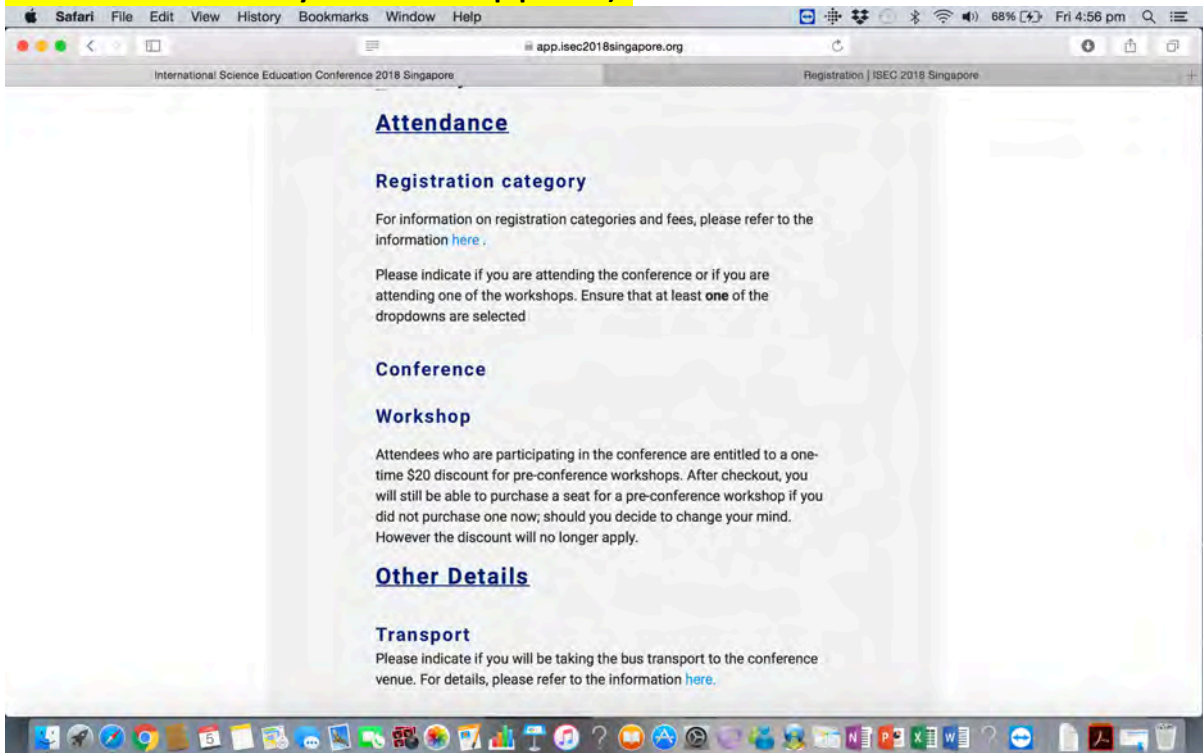 Safari File Edit View History Bookmarks Window Help 68% Fri 4:56 pm
app.isec2018singapore.org
International Science Education Conference 2018 Singapore Registration | ISEC 2018 Singapore
Attendance
Registration category
For information on registration categories and fees, please refer to the
information here .
Please indicate if you are attending the conference or if you are
attending one of the workshops. Ensure that at least one of the
dropdowns are selected
Conference
Workshop
Attendees who are participating in the conference are entitled to a one-
time $20 discount for pre-conference workshops. After checkout, you
will still be able to purchase a seat for a pre-conference workshop if you
did not purchase one now; should you decide to change your mind.
However the discount will no longer apply.
Other Details
Transport
Please indicate if you will be taking the bus transport to the conference
venue. For details, please refer to the information here.